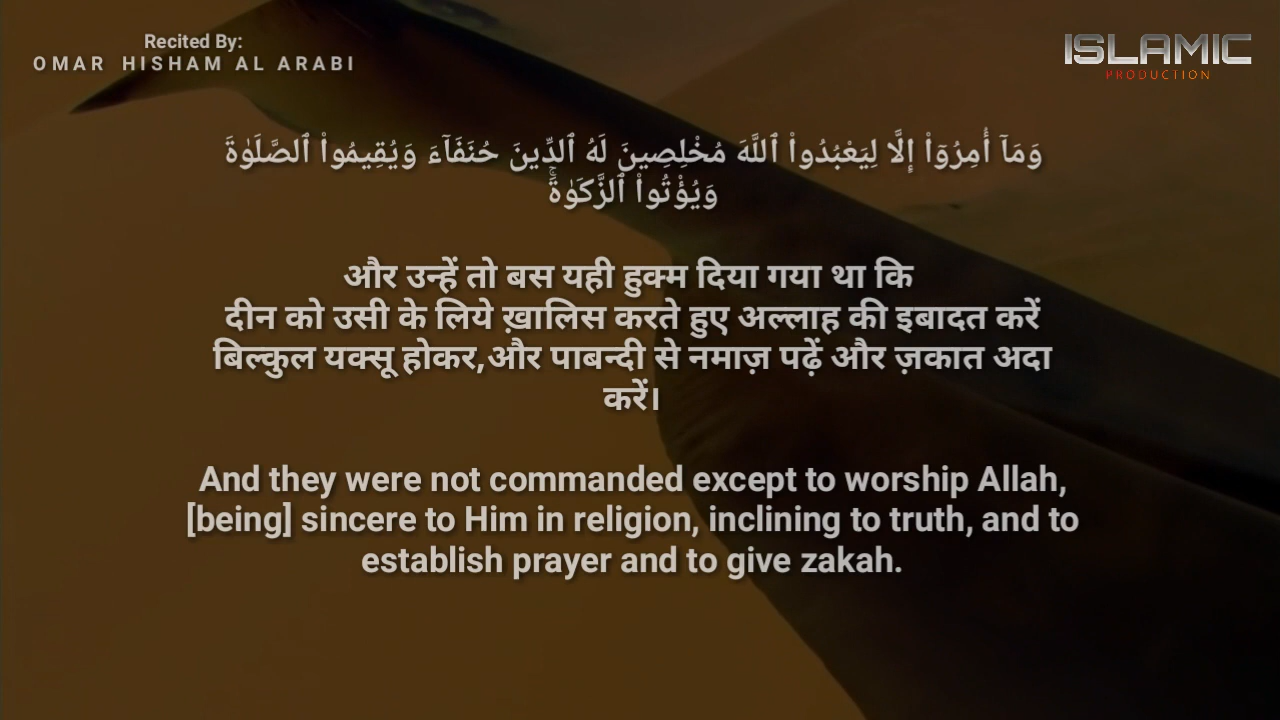 Recited By:
OMAR HISHAM AL ARABI
ISLAMIC
PRODUCTION
وَمَآ أُمِرُوٓا۟ إِلَّا لِيَعْبُدُوا۟ ٱللَّهَ مُخْلِصِينَ لَهُ ٱلدِّينَ حُنَفَآءَ وَيُقِيمُوا۟ ٱلصَّلَوٰةَ
وَيُؤْتُوا۟ ٱلزَّكَوٰةَۚ
और उन्हें तो बस यही हुक्म दिया गया था कि
दीन को उसी के लिये ख़ालिस करते हुए अल्लाह की इबादत करें
बिल्कुल यक्सू होकर,और पाबन्दी से नमाज़ पढ़ें और ज़कात अदा
करें।
And they were not commanded except to worship Allah,
[being] sincere to Him in religion, inclining to truth, and to
establish prayer and to give zakah.